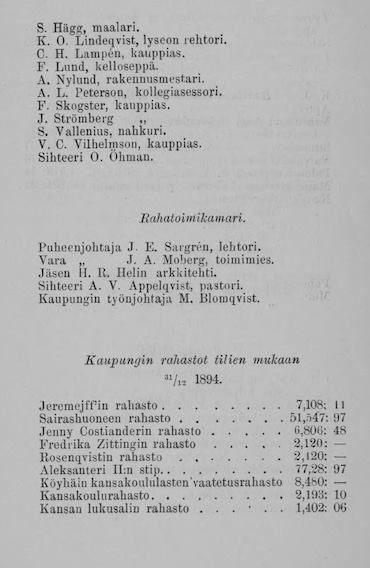 S. Hägg, maalari.
K. O. Lindeqvist, lyseon rehtori.
C. H. Lampén, kauppias.
F. Lund, kelloseppä.
A. Nylund, rakennusmestari.
A. L. Peterson, kollegiasessori.
F. Skogster, kauppias.
J. Strömberg „
S. Vallenius, nahkuri.
V. C. Vilhelmson, kauppias.
Sihteeri O. Öhman.
Rahatoimikamari.
Puheenjohtaja J. E. Sargrén, lehtori.
Vara „ J. A. Moberg, toimimies.
Jäsen H. R. Helin arkkitehti.
Sihteeri A. V. Appelqvist, pastori.
Kaupungin työnjohtaja M. Blomqvist.
Kaupungin rahastot tilien mukaan
31/12 1894.
Jeremejff'in rahasto . . . . . . . . 7,108: 11
Sairashuoneen rahasto . . . . . . . 51,547: 97
Jenny Costianderin rahasto . . . . . 6,806: 48
Fredrika Zittingin rahasto . . . . . 2,120: —
Rosenqvistin rahasto . . . . . . . 2,120: —
Aleksanteri II:n stip. . . . . . . . . 77,28: 97
Köyhäin kansakoululasten vaatetusrahasto 8,480: —
Kansakoulurahasto. . . . . . . . . 2,193: 10
Kansan lukusalin rahasto . . . . . . 1,402: 06